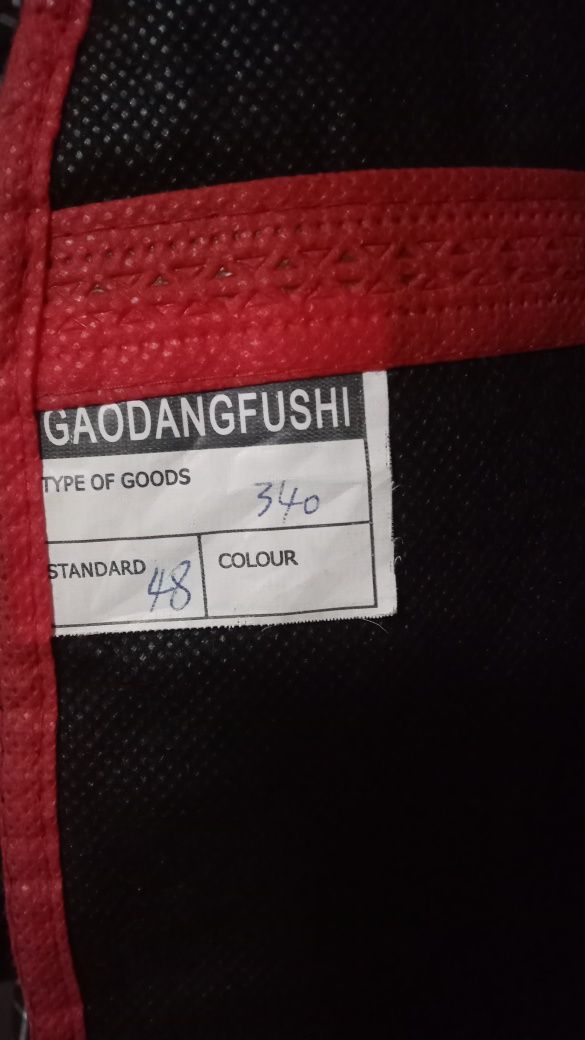 GAODANGFUSHI
TYPE OF GOODS
340
STANDARD 48 COLOUR